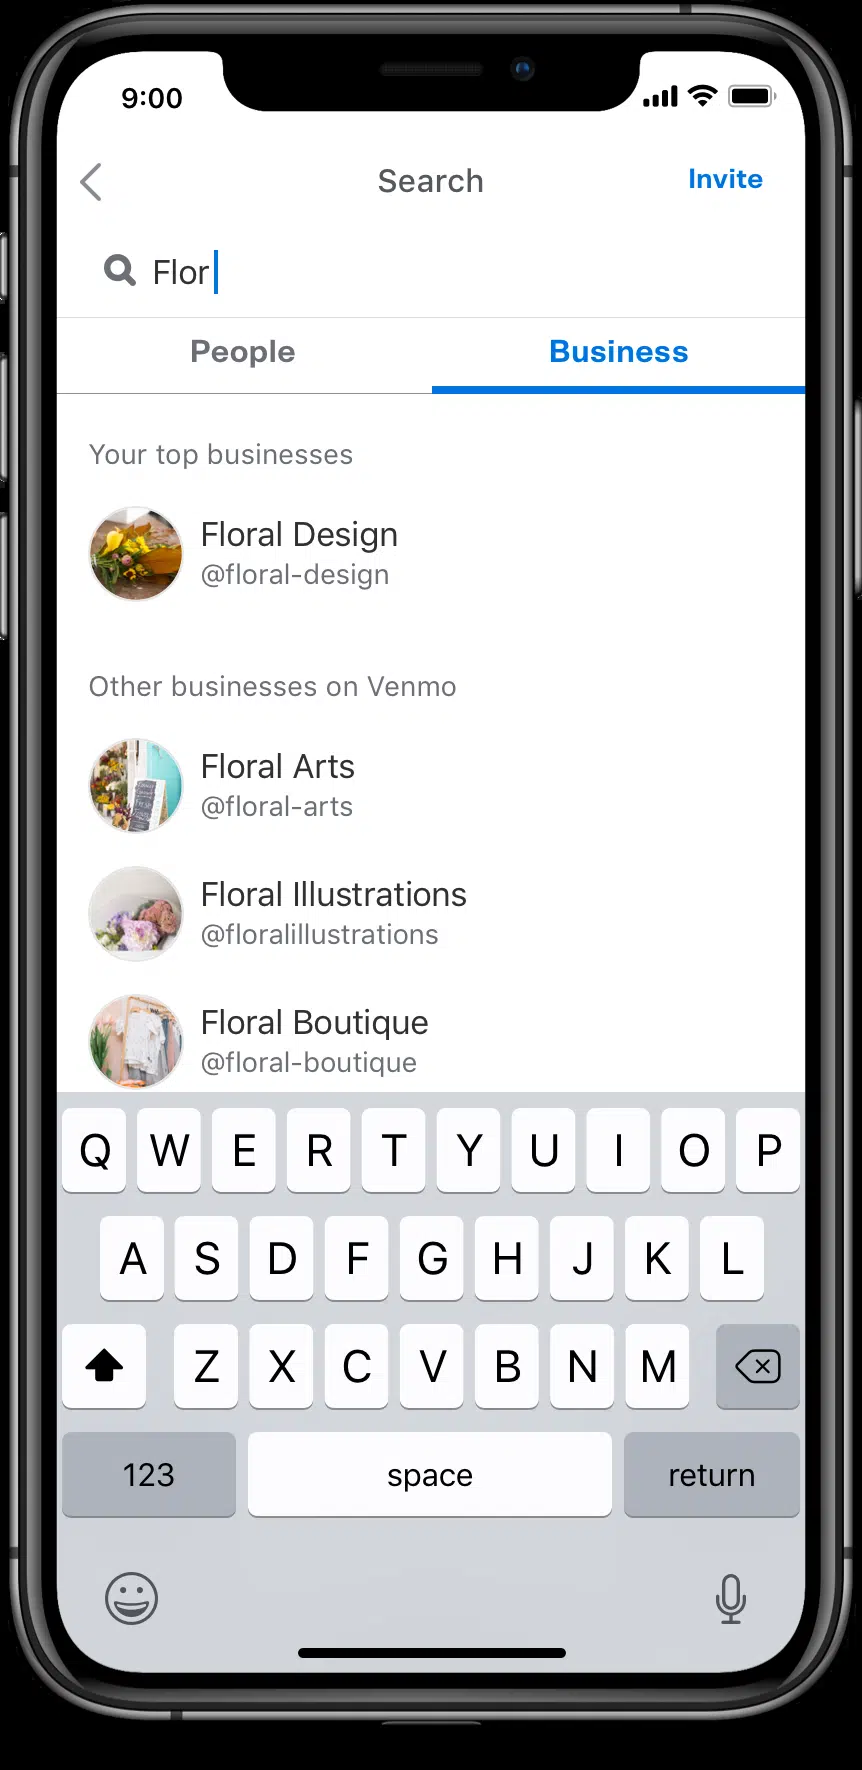 9:00
Search
Invite
Flor
People
Business
Your top businesses
Floral Design
@floral-design
Other businesses on Venmo
Floral Arts
@floral-arts
Floral Illustrations
@floralillustrations
Floral Boutique
@floral-boutique
Q W E R T Y U I O P
A S D F G H J K L
Z X C V B N M
123 space return